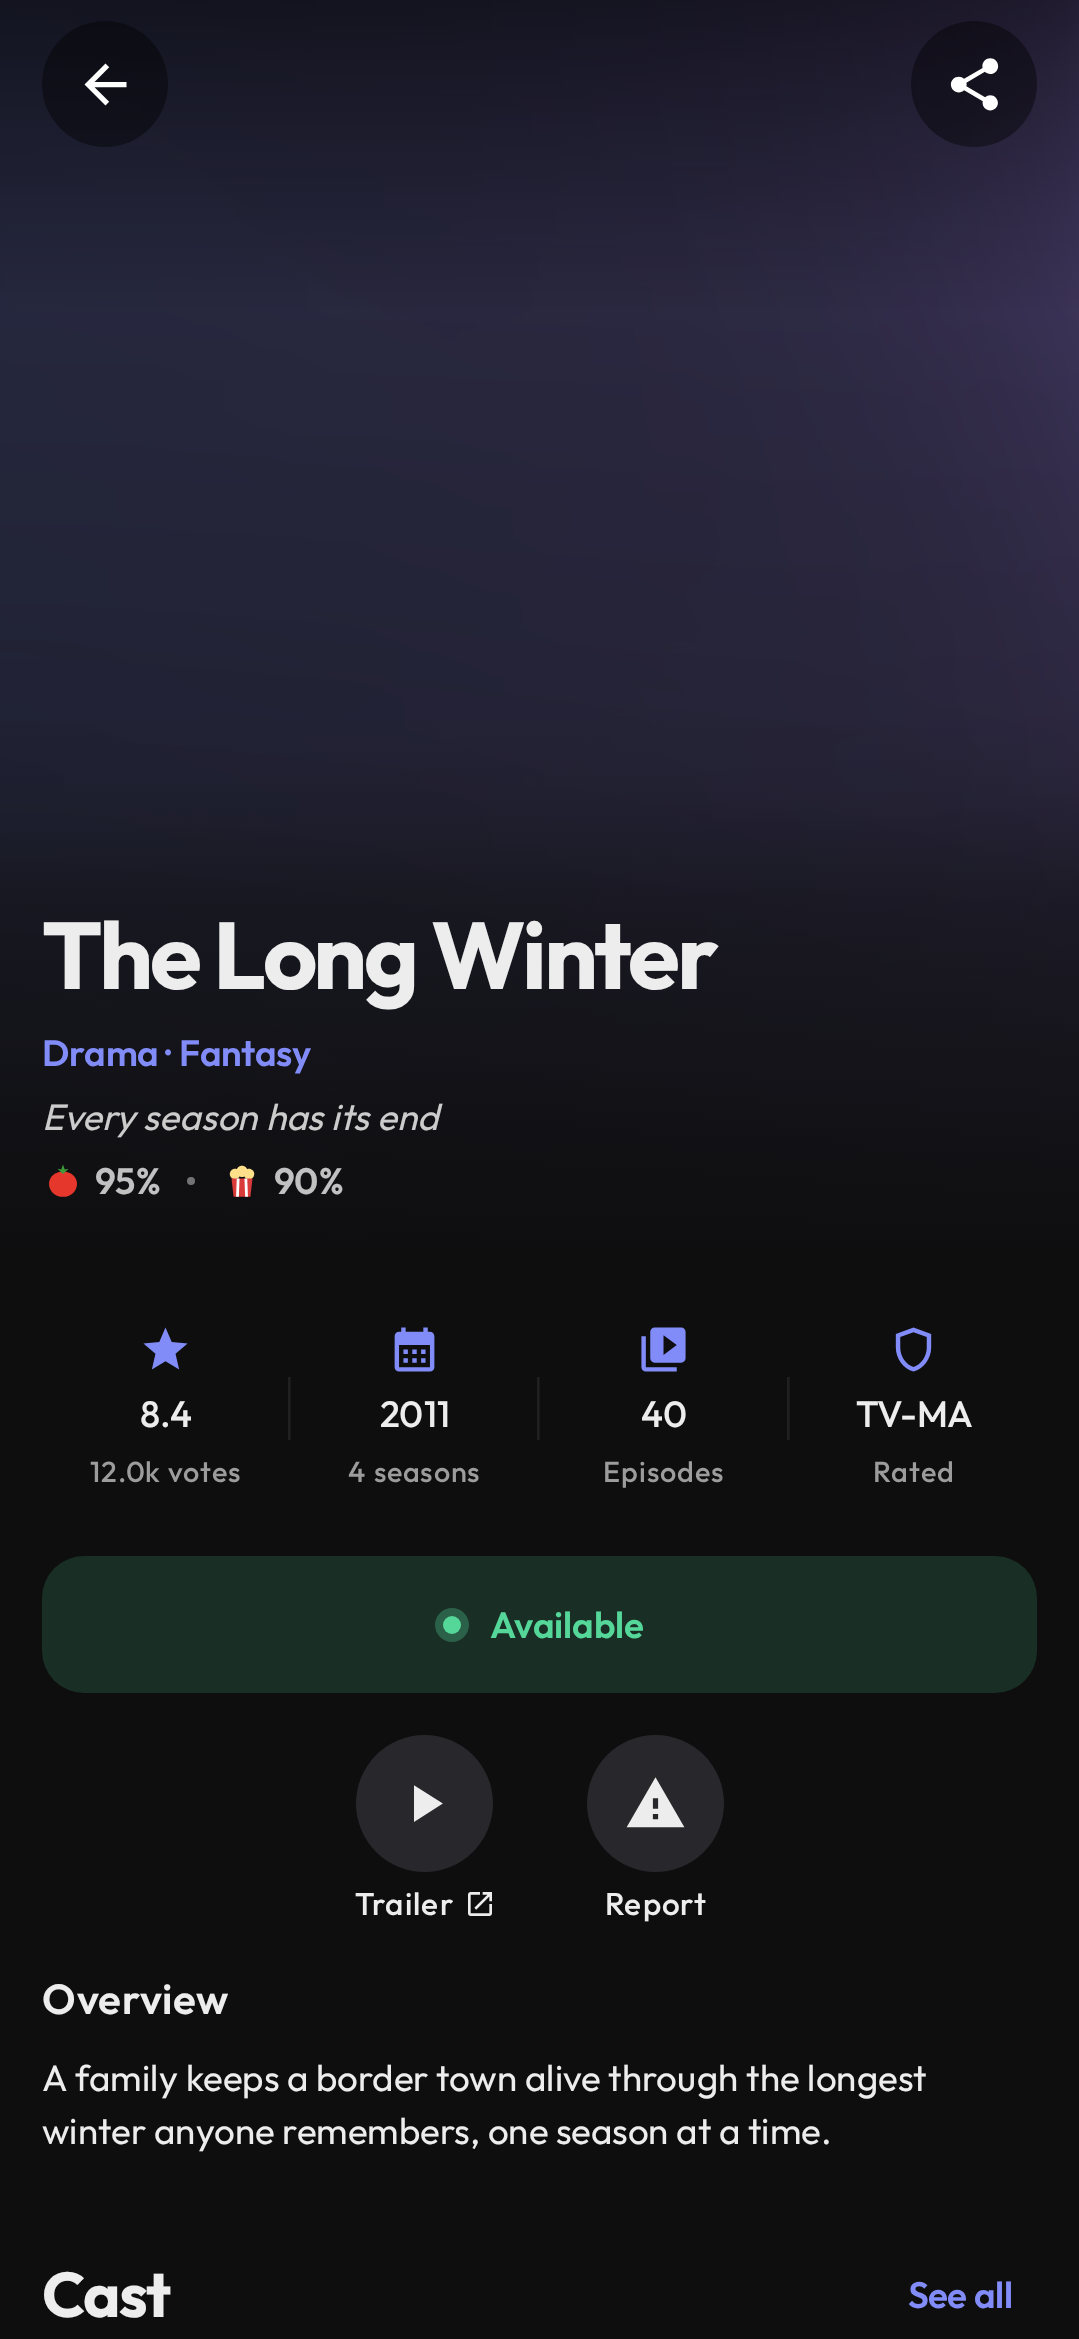 The Long Winter
Drama · Fantasy
Every season has its end
95% • 90%
8.4 2011 40 TV-MA
12.0k votes 4 seasons Episodes Rated
Available
Trailer Report
Overview
A family keeps a border town alive through the longest
winter anyone remembers, one season at a time.
Cast See all